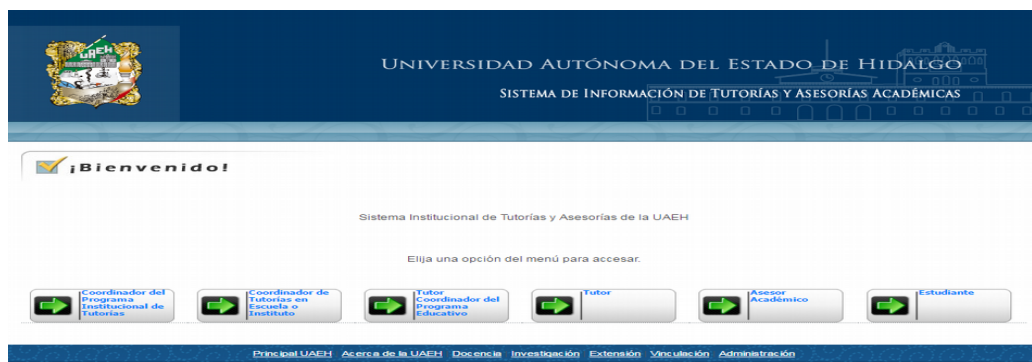 UAEH
UNIVERSIDAD AUTÓNOMA DEL ESTADO DE HIDALGO
SISTEMA DE INFORMACIÓN DE TUTORÍAS Y ASESORÍAS ACADÉMICAS
¡Bienvenido!
Sistema Institucional de Tutorías y Asesorías de la UAEH
Elija una opción del menú para accesar.
Coordinador del
Programa
Institucional de
Tutorías
Coordinador de
Tutorías en
Escuela o
Instituto
Tutor
Coordinador del
Programa
Educativo
Tutor
Asesor
Académico
Estudiante
Principal UAEH Acerca de la UAEH Docencia Investigación Extensión Vinculación Administración